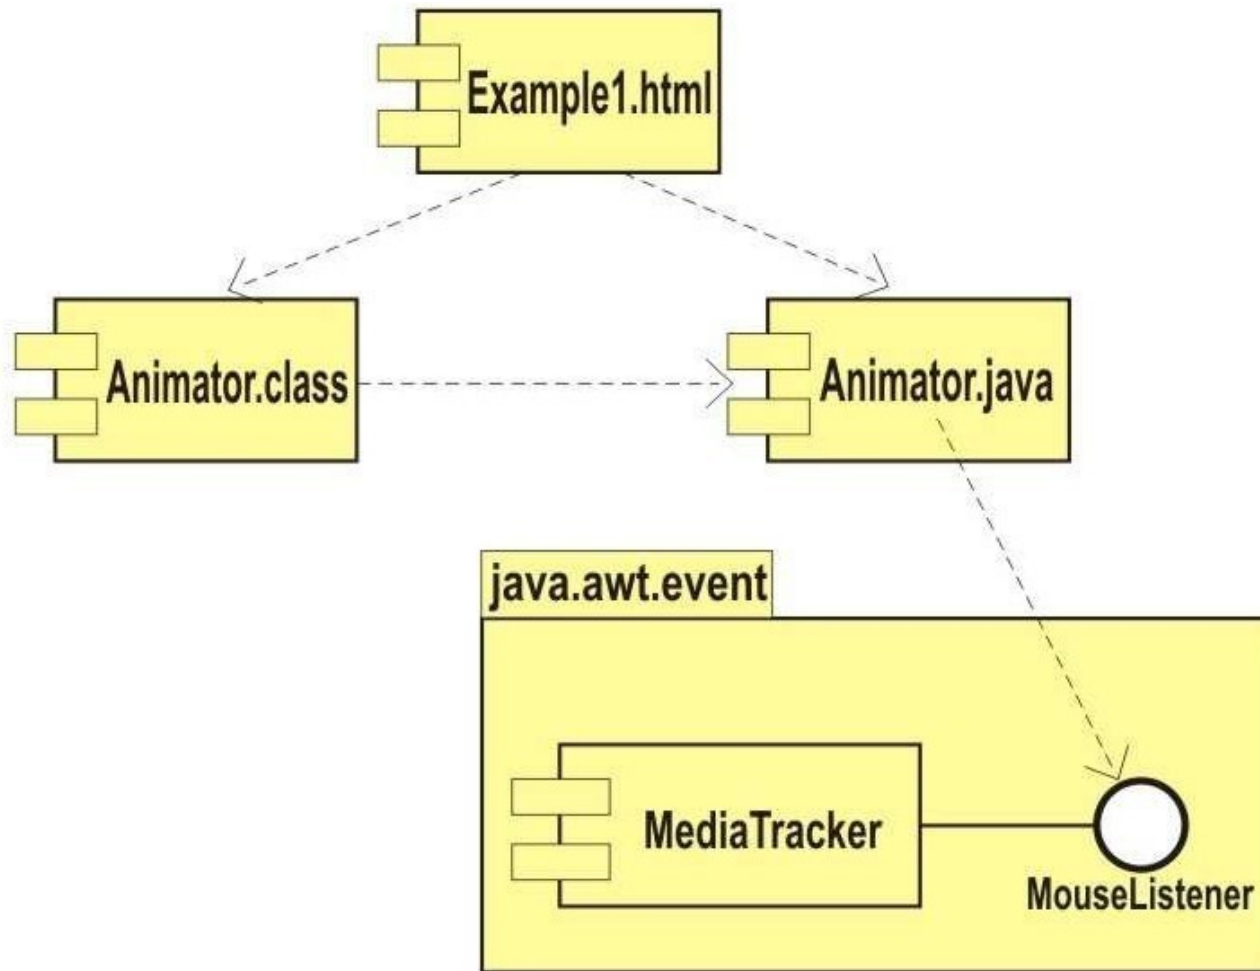 Example1.html
Animator.class
Animator.java
java.awt.event
MediaTracker
MouseListener